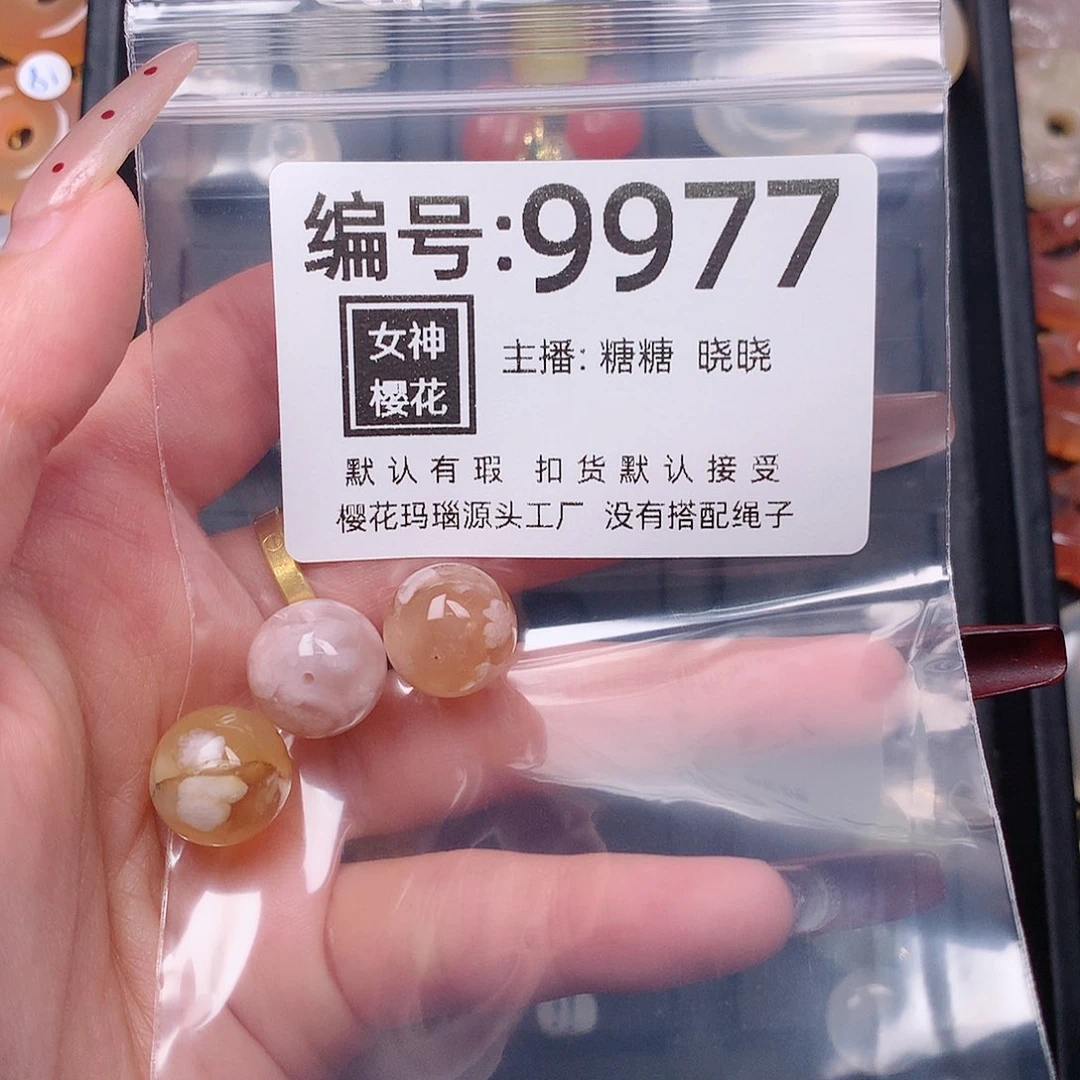 编号:9977
女神
樱花
主播: 糖糖 晓晓
默认有瑕 扣货默认接受
樱花玛瑙源头工厂 没有搭配绳子